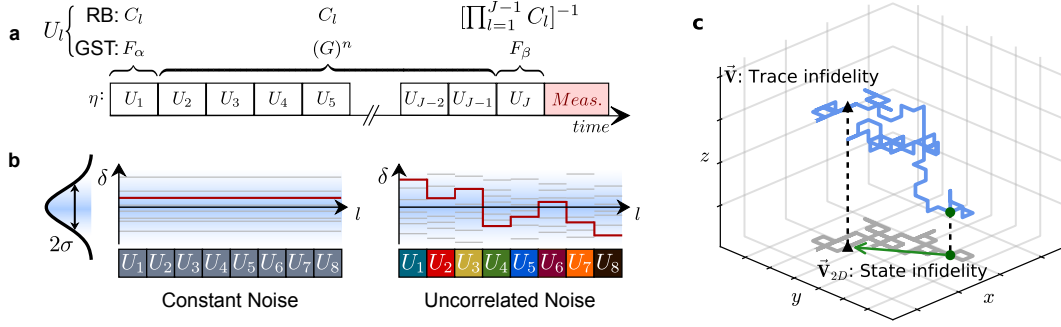 a
U_l { RB: C_l C_l [∏_{l=1}^{J-1} C_l]^{-1}
GST: F_α (G)^n F_β
η: U_1 U_2 U_3 U_4 U_5 // U_{J-2} U_{J-1} U_J Meas.
time
b
δ
l
2σ
U_1 U_2 U_3 U_4 U_5 U_6 U_7 U_8
Constant Noise
δ
l
U_1 U_2 U_3 U_4 U_5 U_6 U_7 U_8
Uncorrelated Noise
c
V⃗: Trace infidelity
z
V⃗_{2D}: State infidelity
y
x